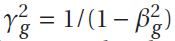 γ_g^2 = 1/(1 − β_g^2)